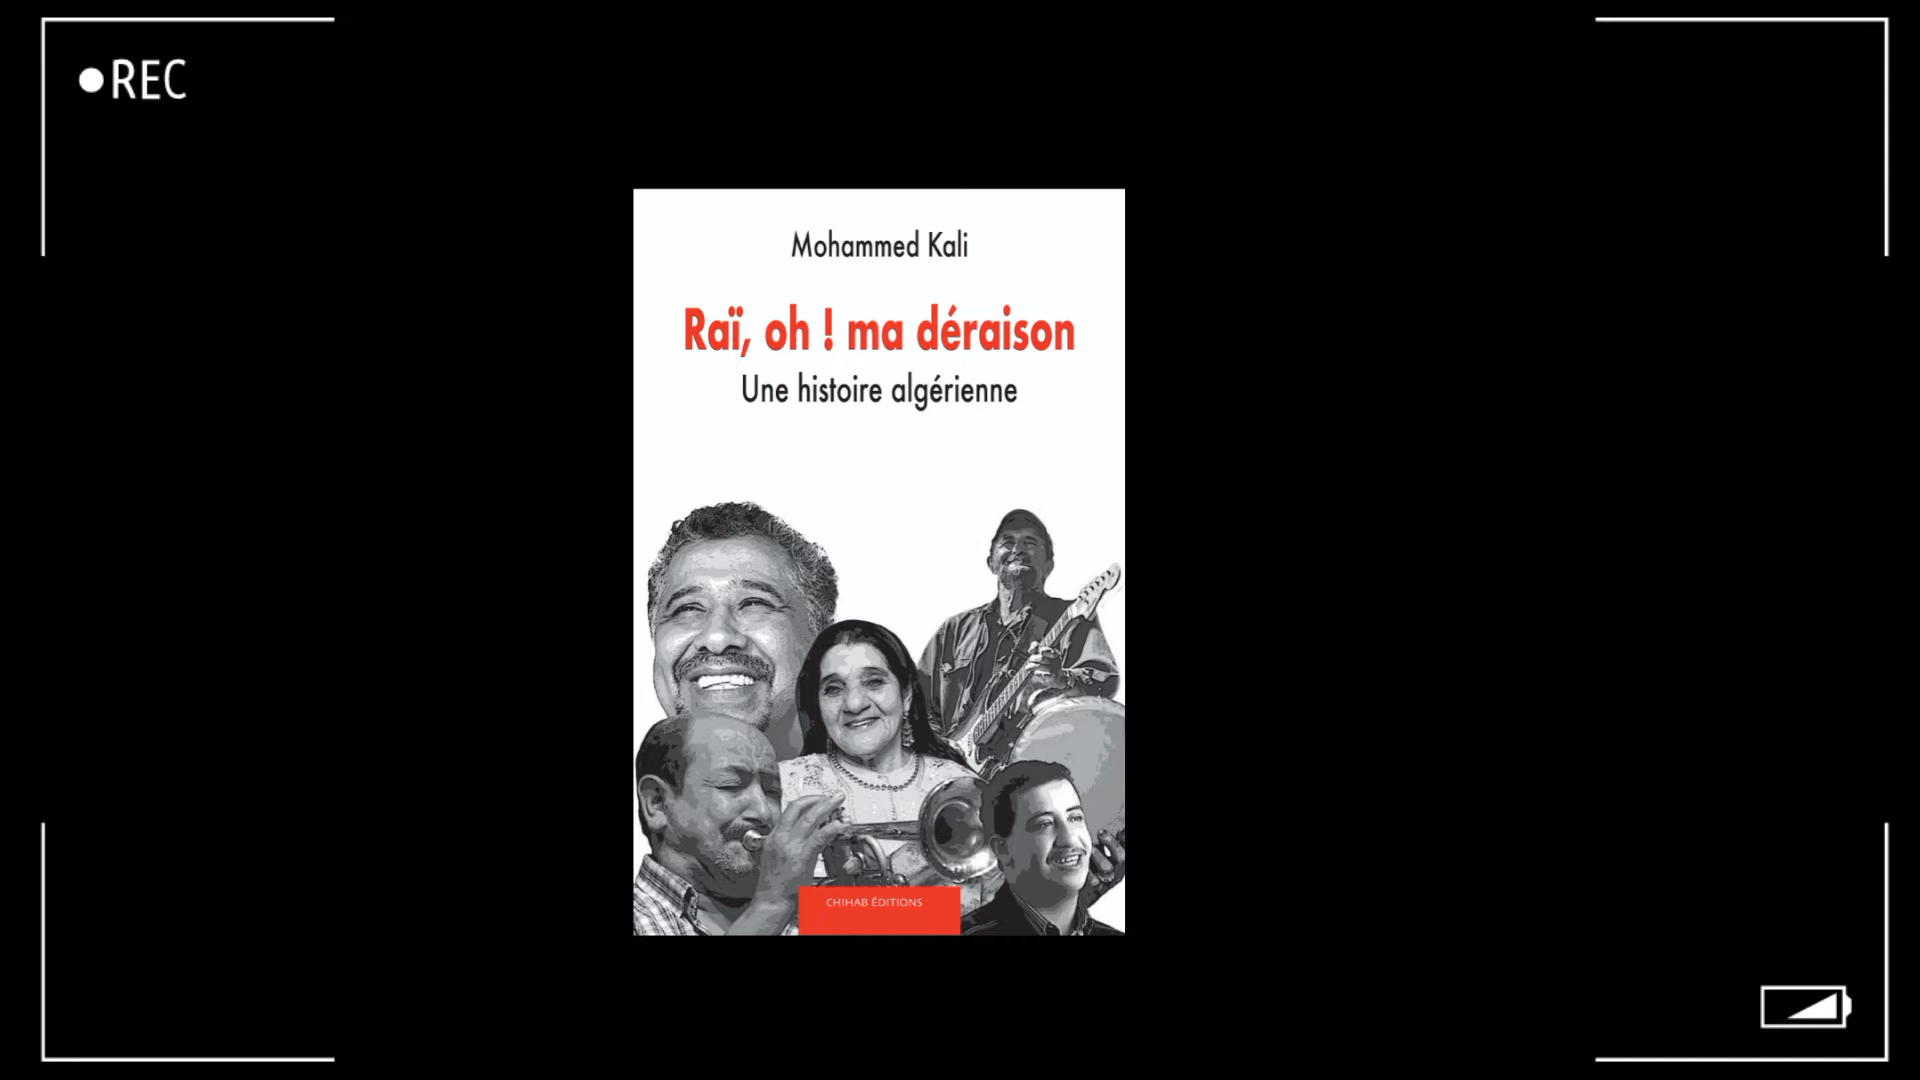 REC
Mohammed Kali
Raï, oh ! ma déraison
Une histoire algérienne
CHIHAB ÉDITIONS